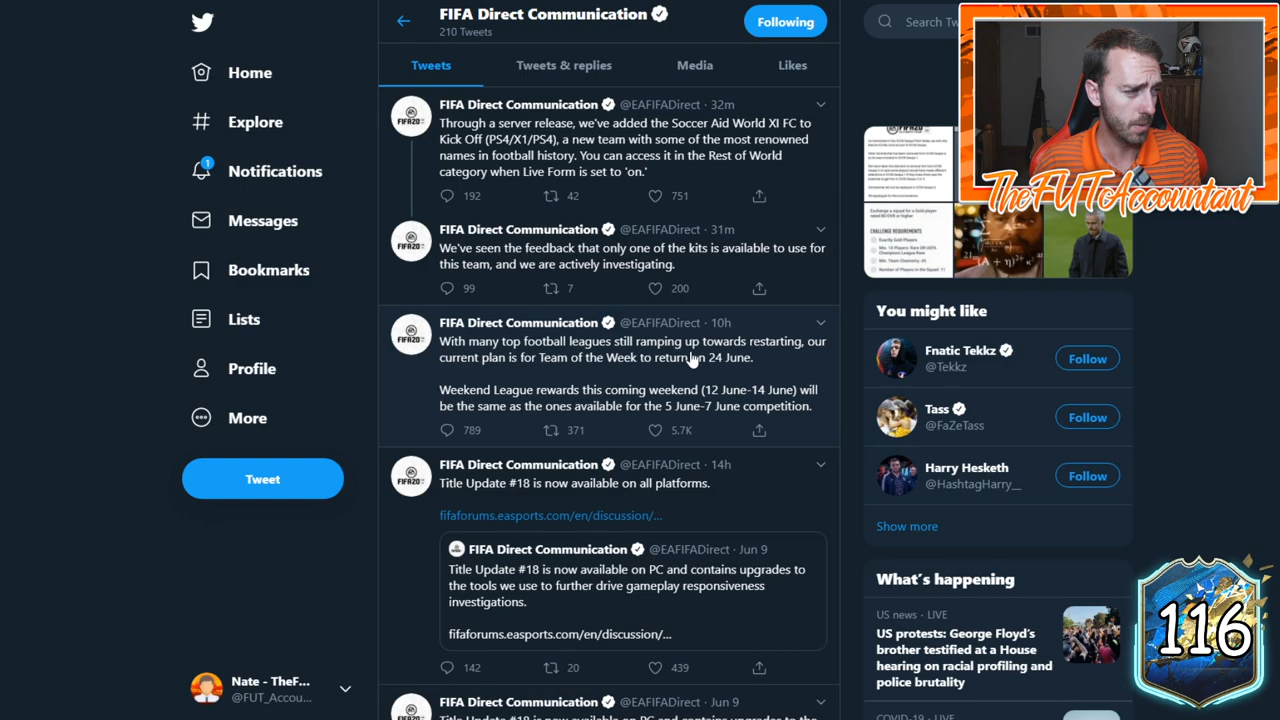 FIFA Direct Communication
210 Tweets
Following
Search Tw
Home
Explore
1
Notifications
Messages
Bookmarks
Lists
Profile
More
Tweet
Nate - TheF...
@FUT_Accou...
Tweets
Tweets & replies
Media
Likes
FIFA Direct Communication @EAFIFADirect · 32m
Through a server release, we've added the Soccer Aid World XI FC to
Kick Off (PS4/X1/PS4), a new team with some of the most renowned
names in football history. You can use it in the Rest of World
category when Live Form is set to "On"
42
751
FIFA Direct Communication @EAFIFADirect · 31m
We've seen the feedback that only one of the kits is available to use for
the team and we are actively investigating.
99
7
200
FIFA Direct Communication @EAFIFADirect · 10h
With many top football leagues still ramping up towards restarting, our
current plan is for Team of the Week to return on 24 June.
Weekend League rewards this coming weekend (12 June-14 June) will
be the same as the ones available for the 5 June-7 June competition.
789
371
5.7K
FIFA Direct Communication @EAFIFADirect · 14h
Title Update #18 is now available on all platforms.
fifaforums.easports.com/en/discussion/...
FIFA Direct Communication @EAFIFADirect · Jun 9
Title Update #18 is now available on PC and contains upgrades to
the tools we use to further drive gameplay responsiveness
investigations.
fifaforums.easports.com/en/discussion/...
142
20
439
FIFA Direct Communication @EAFIFADirect · Jun 9
TheFUTAccountant
You might like
Fnatic Tekkz
@Tekkz
Follow
Tass
@FaZeTass
Follow
Harry Hesketh
@HashtagHarry__
Follow
Show more
What's happening
US news · LIVE
US protests: George Floyd's
brother testified at a House
hearing on racial profiling and
police brutality
COVID-19 · LIVE
116